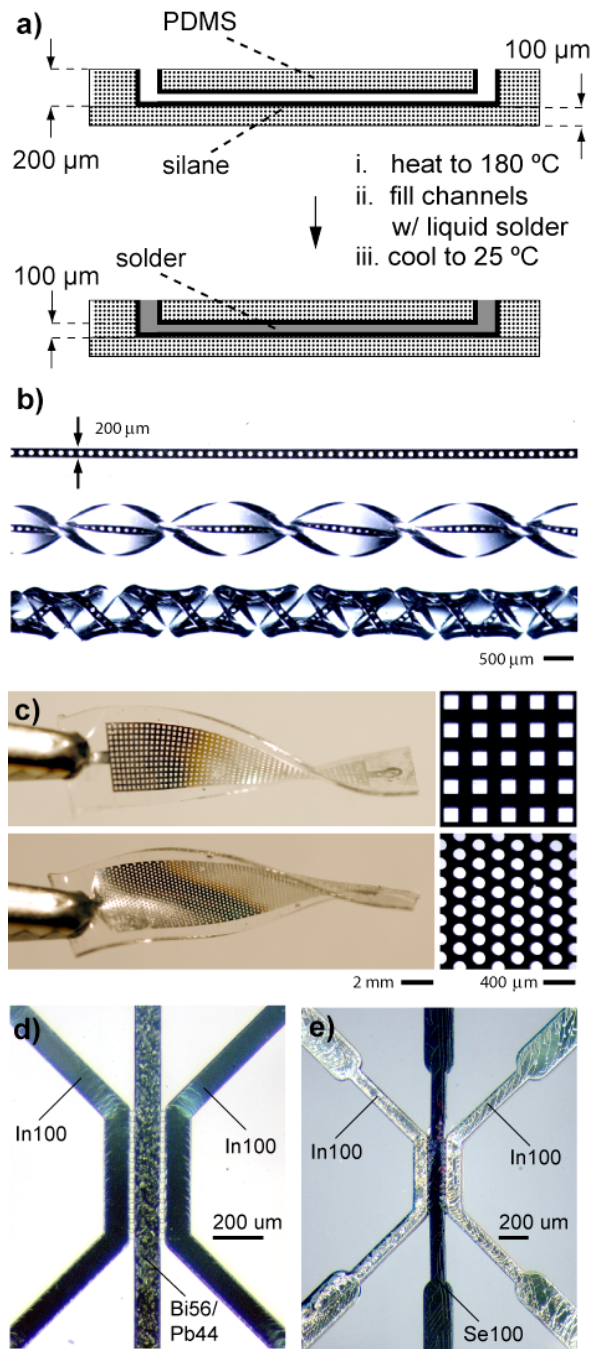 a)
PDMS
100 µm
200 µm
silane
i. heat to 180 ºC
ii. fill channels
w/ liquid solder
iii. cool to 25 ºC
solder
100 µm
b)
200 µm
500 µm
c)
2 mm
400 µm
d)
In100
In100
200 um
Bi56/
Pb44
e)
In100
In100
200 um
Se100